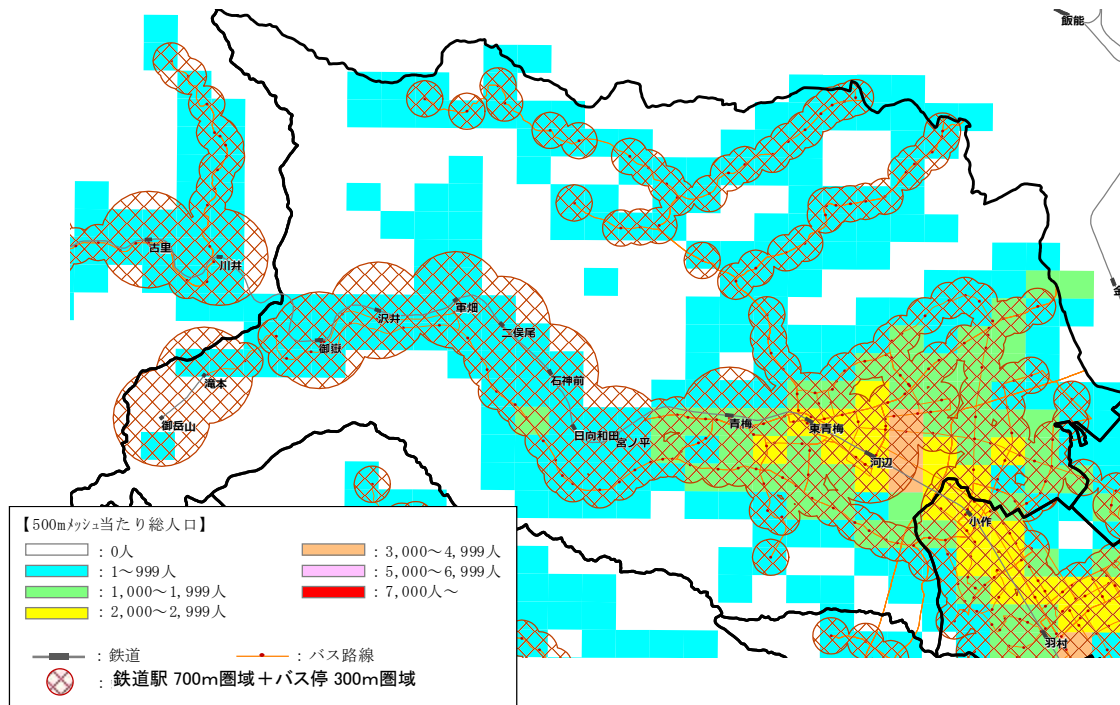 飯能
古里
川井
沢井
軍畑
二俣尾
御嶽
滝本
石神前
御岳山
青梅
東青梅
日向和田
宮ノ平
河辺
小作
羽村
【500mメッシュ当たり総人口】
: 0人
: 1～999人
: 1,000～1,999人
: 2,000～2,999人
: 3,000～4,999人
: 5,000～6,999人
: 7,000人～
: 鉄道
: バス路線
: 鉄道駅 700m圏域＋バス停 300m圏域